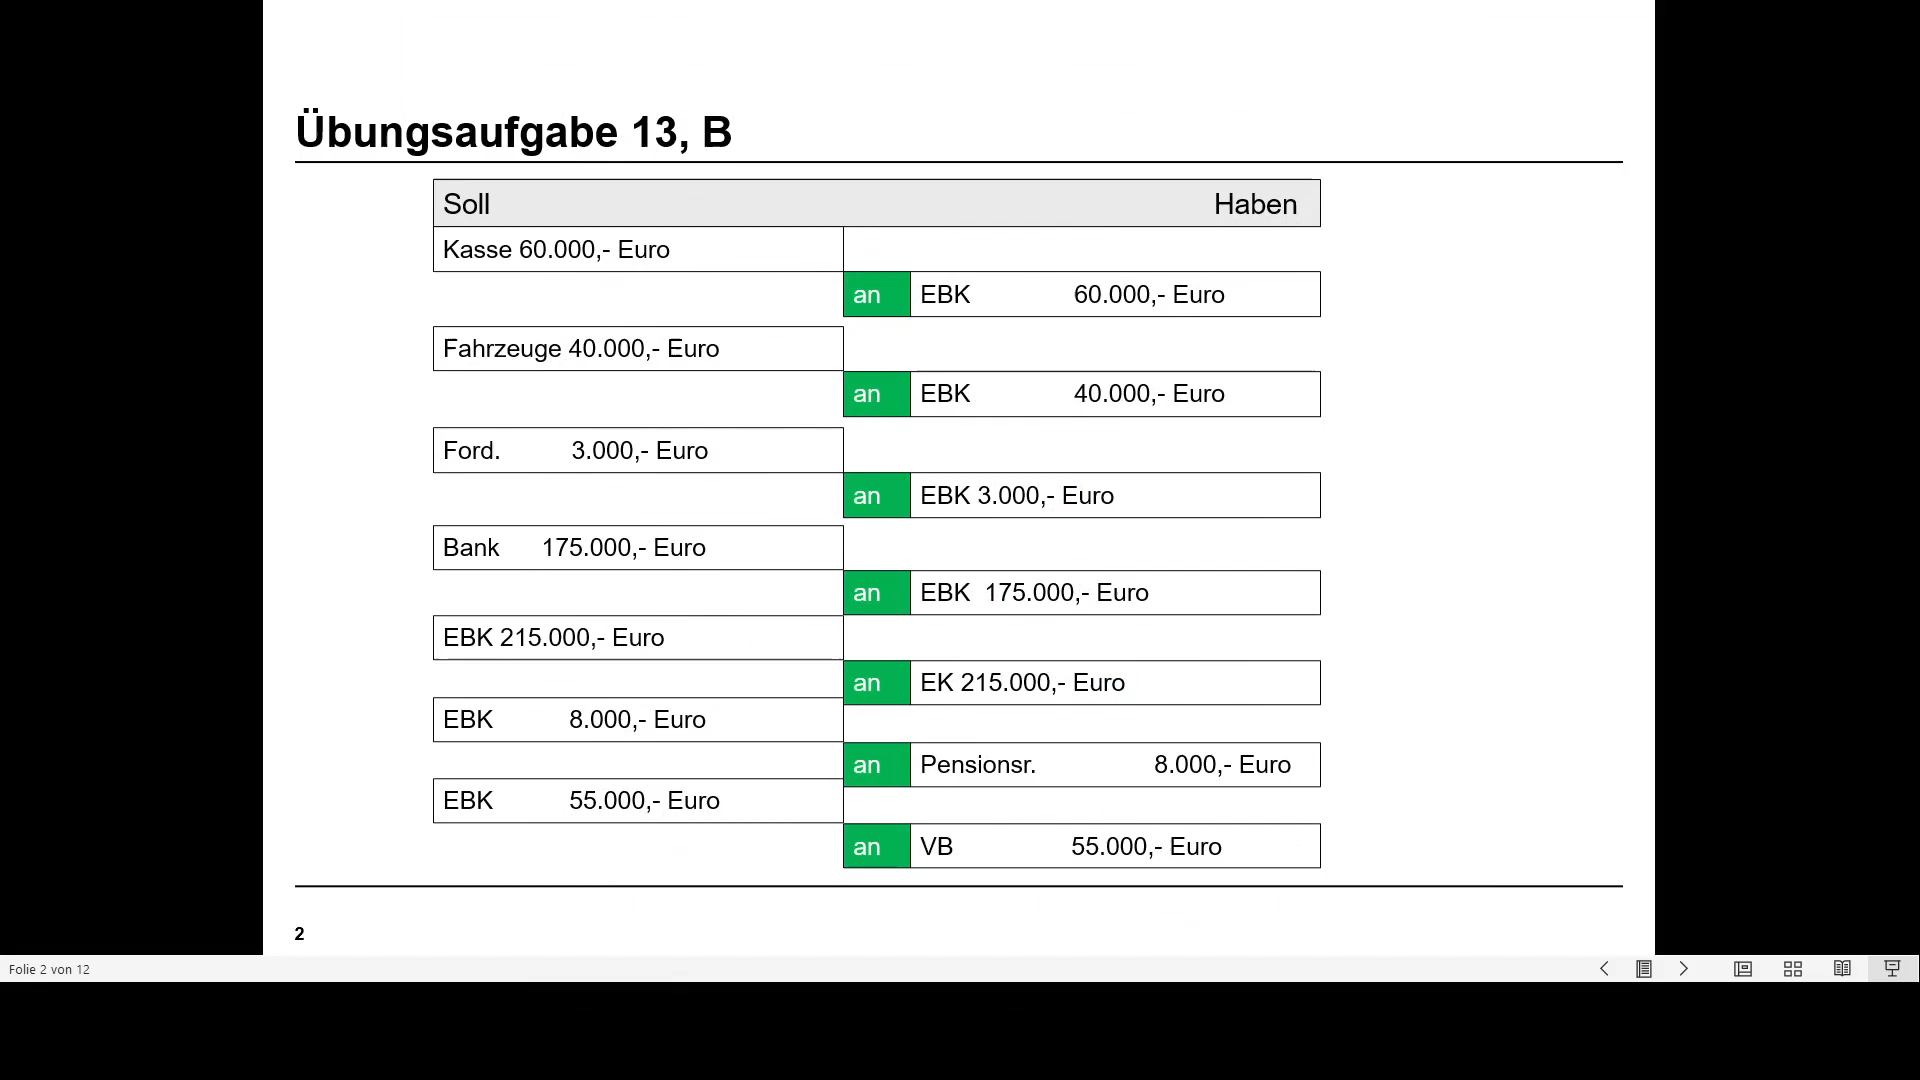 Übungsaufgabe 13, B
Soll Haben
Kasse 60.000,- Euro
an EBK 60.000,- Euro
Fahrzeuge 40.000,- Euro
an EBK 40.000,- Euro
Ford. 3.000,- Euro
an EBK 3.000,- Euro
Bank 175.000,- Euro
an EBK 175.000,- Euro
EBK 215.000,- Euro
an EK 215.000,- Euro
EBK 8.000,- Euro
an Pensionsr. 8.000,- Euro
EBK 55.000,- Euro
an VB 55.000,- Euro
2
Folie 2 von 12